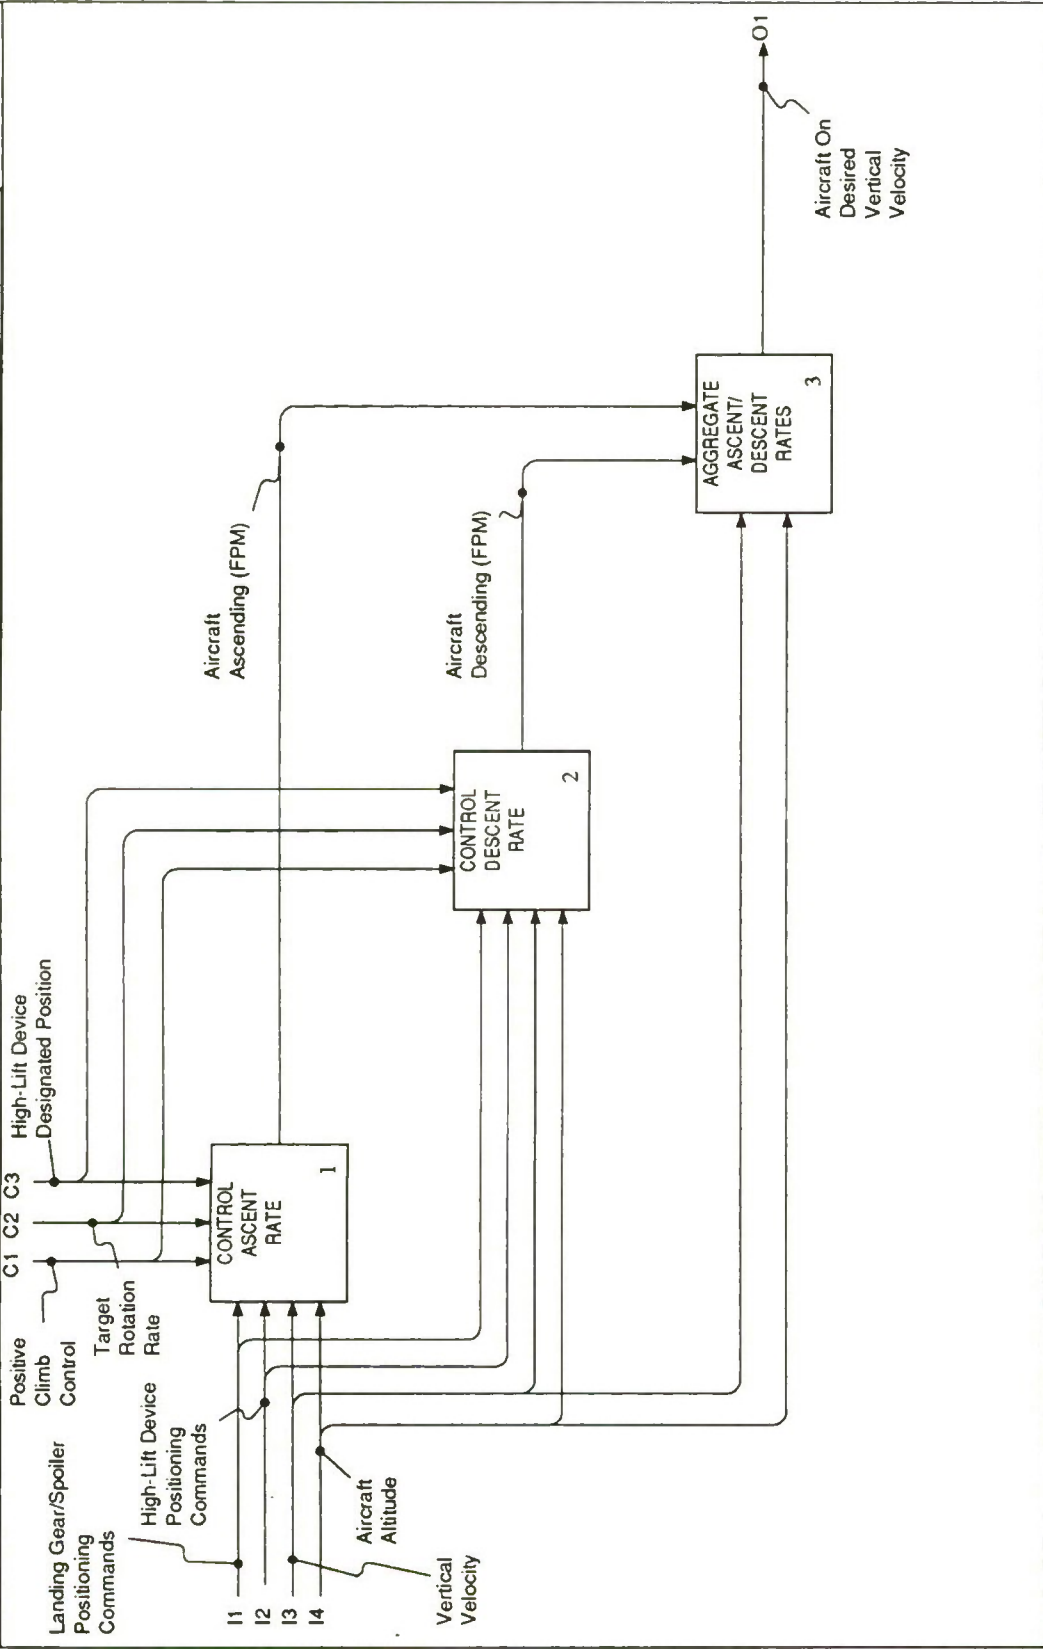 C1 C2 C3
High-Lift Device
Designated Position
Positive
Climb
Control
Target
Rotation
Rate
Landing Gear/Spoiler
Positioning
Commands
High-Lift Device
Positioning
Commands
I1
I2
I3
I4
Aircraft
Altitude
Vertical
Velocity
CONTROL
ASCENT
RATE
1
Aircraft
Ascending (FPM)
CONTROL
DESCENT
RATE
2
Aircraft
Descending (FPM)
AGGREGATE
ASCENT/
DESCENT
RATES
3
Aircraft On
Desired
Vertical
Velocity
O1